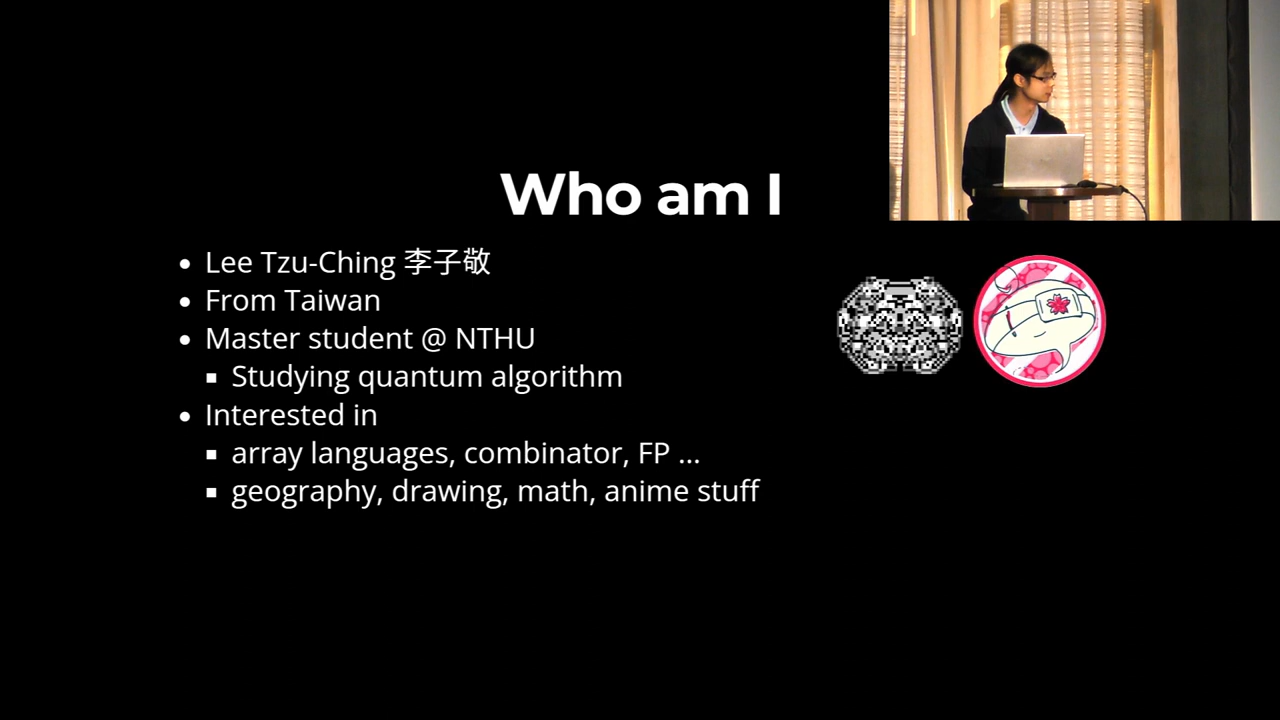 Who am I
Lee Tzu-Ching 李子敬
From Taiwan
Master student @ NTHU
Studying quantum algorithm
Interested in
array languages, combinator, FP ...
geography, drawing, math, anime stuff